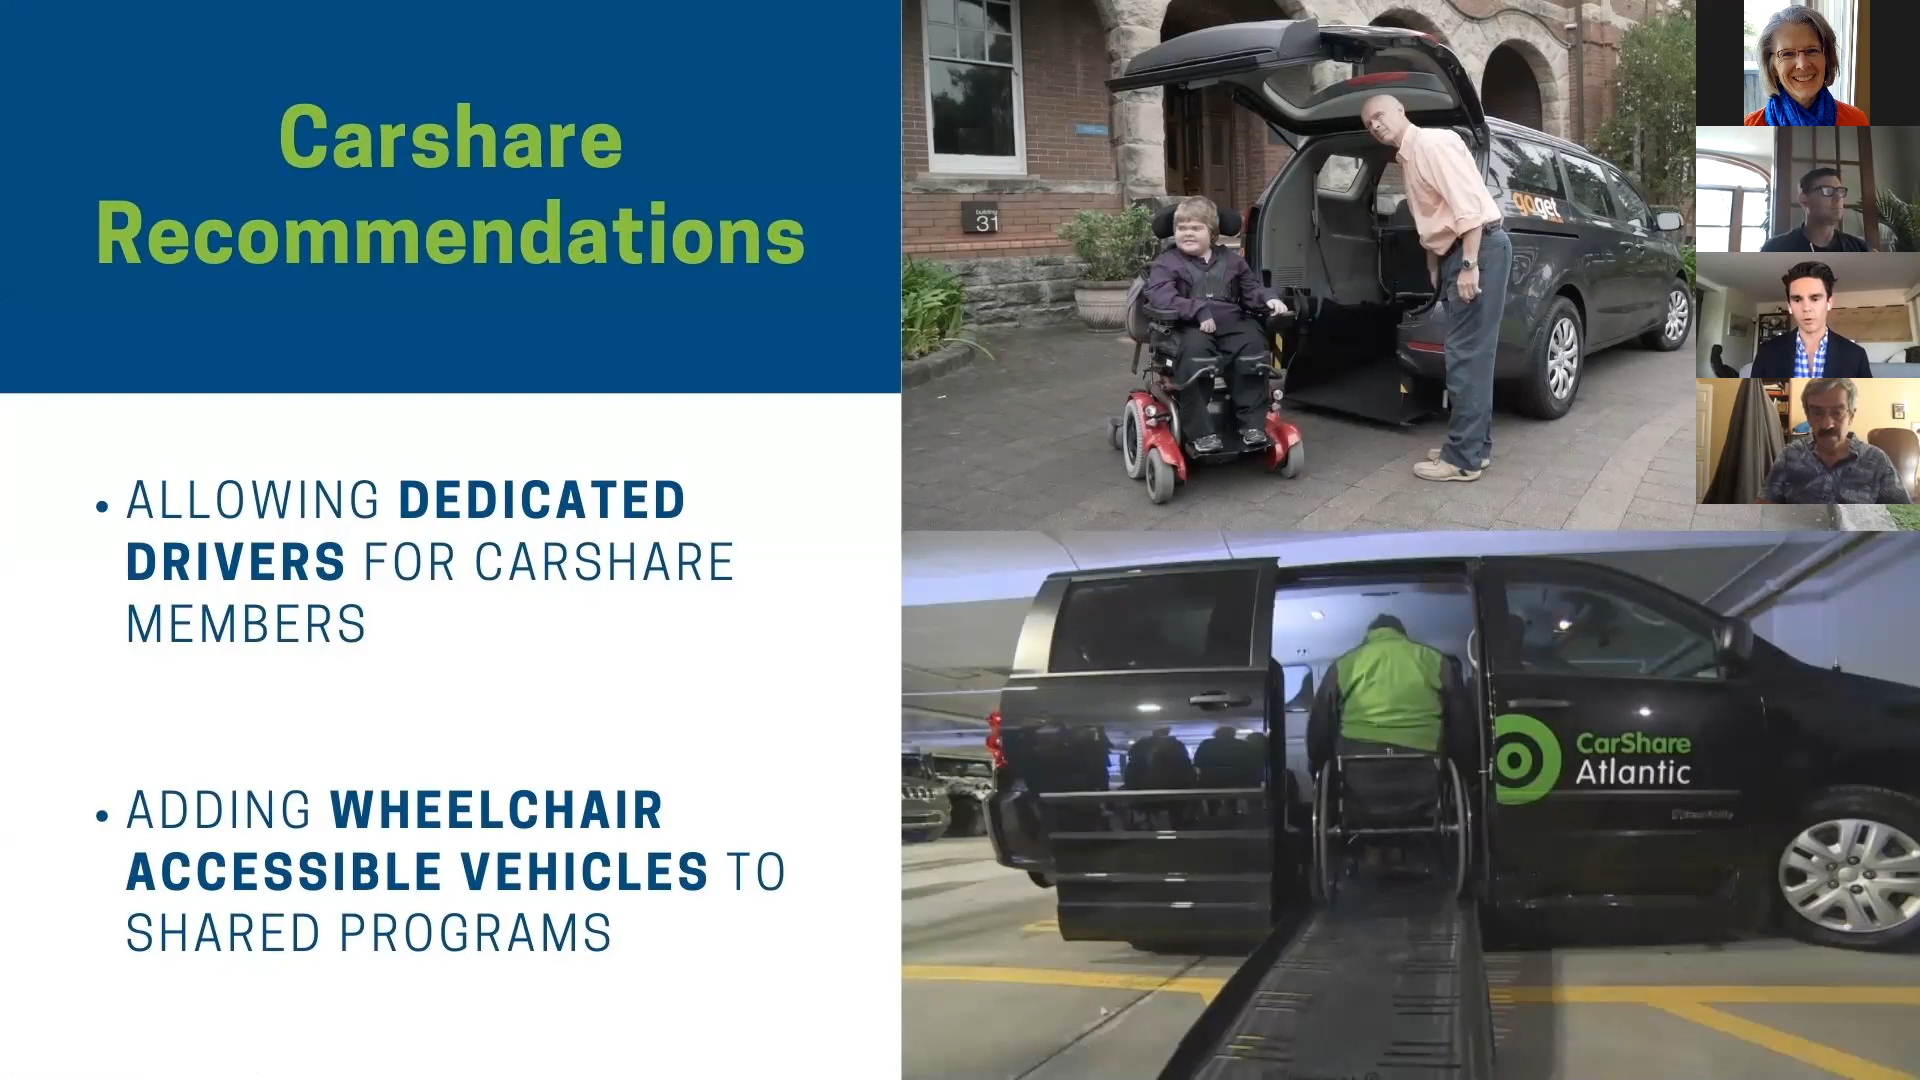 Carshare
Recommendations
• ALLOWING DEDICATED
DRIVERS FOR CARSHARE
MEMBERS
• ADDING WHEELCHAIR
ACCESSIBLE VEHICLES TO
SHARED PROGRAMS
building
31
goget
CarShare
Atlantic